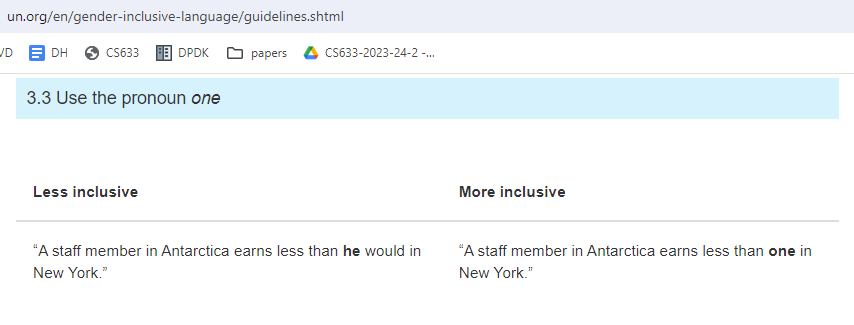 un.org/en/gender-inclusive-language/guidelines.shtml
VD DH CS633 DPDK papers CS633-2023-24-2 -...
3.3 Use the pronoun one
Less inclusive
More inclusive
“A staff member in Antarctica earns less than he would in
New York.”
“A staff member in Antarctica earns less than one in
New York.”